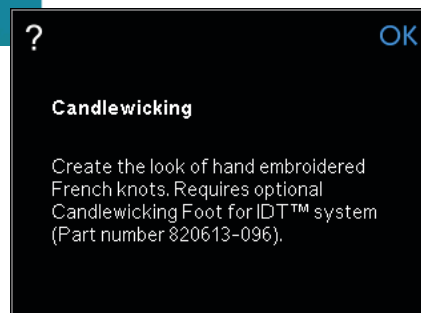 ? OK
Candlewicking
Create the look of hand embroidered
French knots. Requires optional
Candlewicking Foot for IDT™ system
(Part number 820613-096).